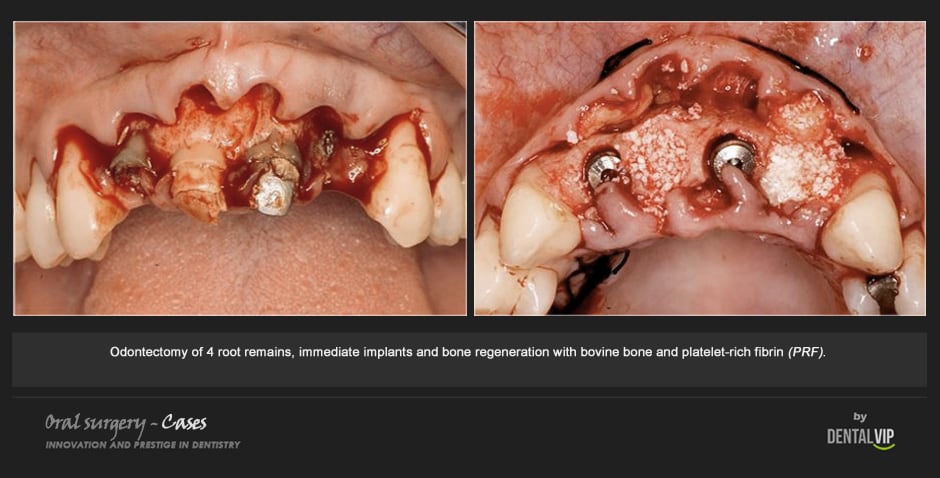 Odontectomy of 4 root remains, immediate implants and bone regeneration with bovine bone and platelet-rich fibrin (PRF).
Oral surgery - Cases
INNOVATION AND PRESTIGE IN DENTISTRY
by
DENTALVIP